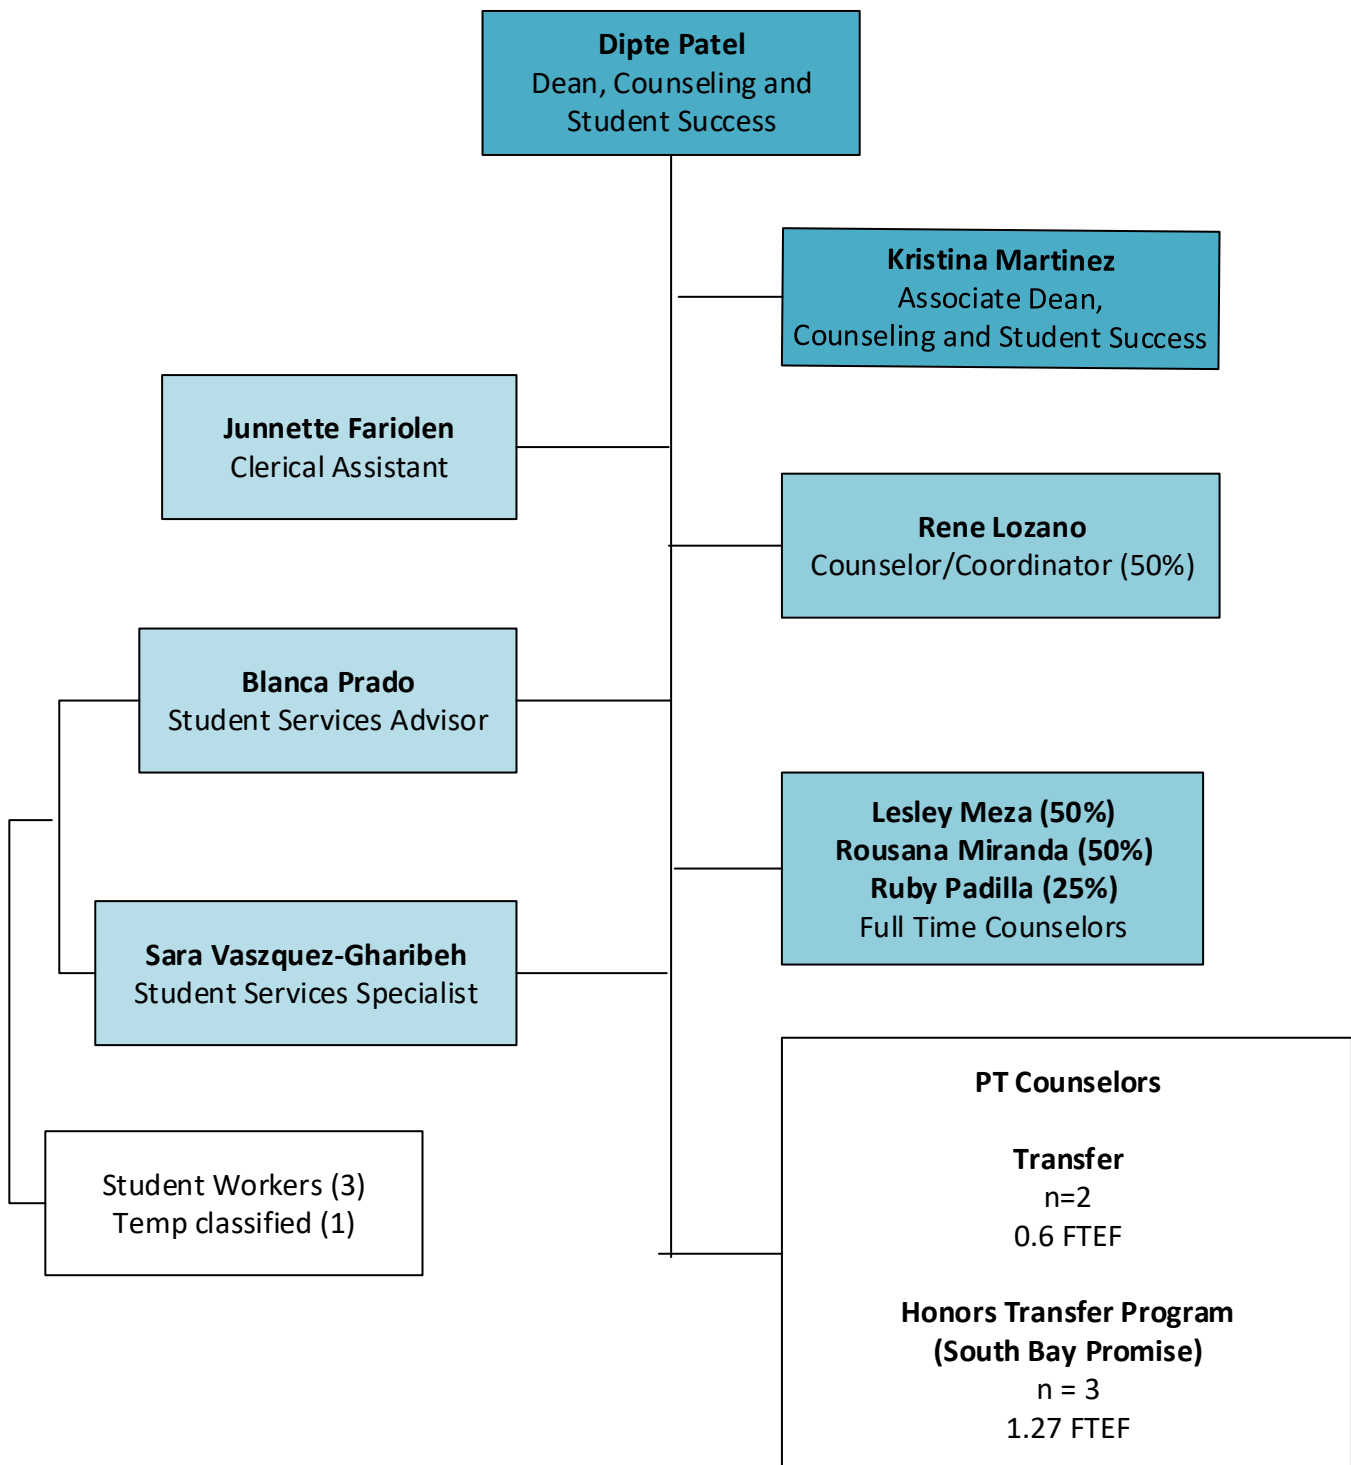 Dipte Patel
Dean, Counseling and
Student Success
Kristina Martinez
Associate Dean,
Counseling and Student Success
Junnette Fariolen
Clerical Assistant
Rene Lozano
Counselor/Coordinator (50%)
Blanca Prado
Student Services Advisor
Lesley Meza (50%)
Rousana Miranda (50%)
Ruby Padilla (25%)
Full Time Counselors
Sara Vaszquez-Gharibeh
Student Services Specialist
PT Counselors
Transfer
n=2
0.6 FTEF
Honors Transfer Program
(South Bay Promise)
n = 3
1.27 FTEF
Student Workers (3)
Temp classified (1)